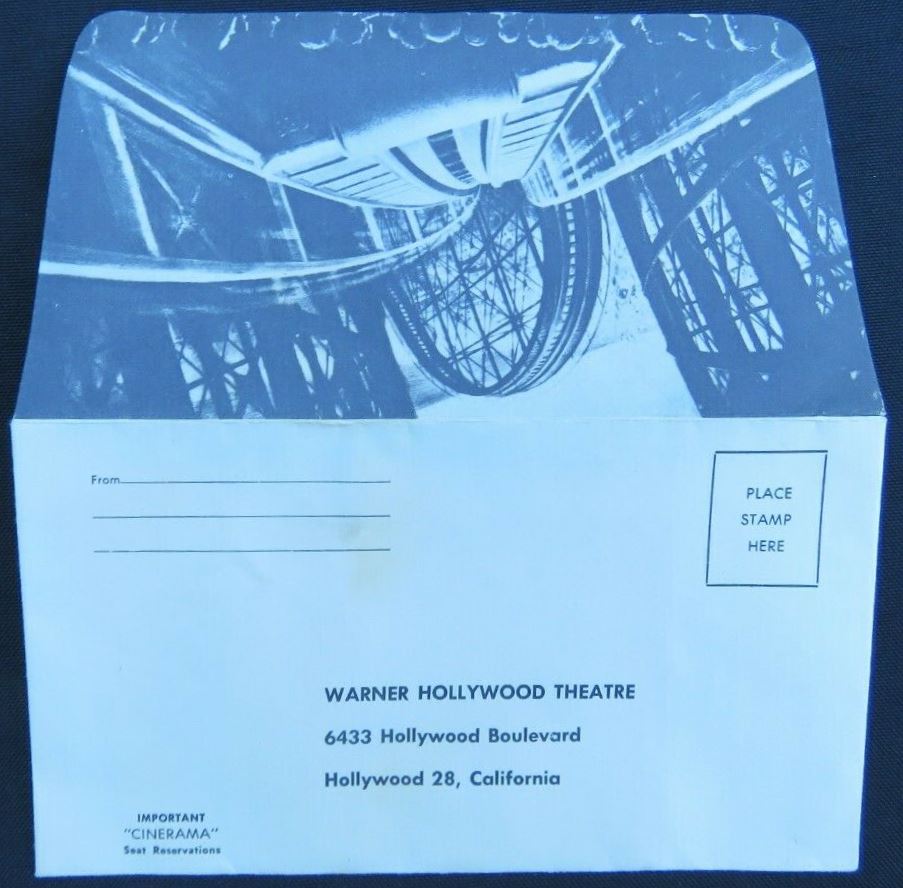 From
PLACE
STAMP
HERE
WARNER HOLLYWOOD THEATRE
6433 Hollywood Boulevard
Hollywood 28, California
IMPORTANT
"CINERAMA"
Seat Reservations